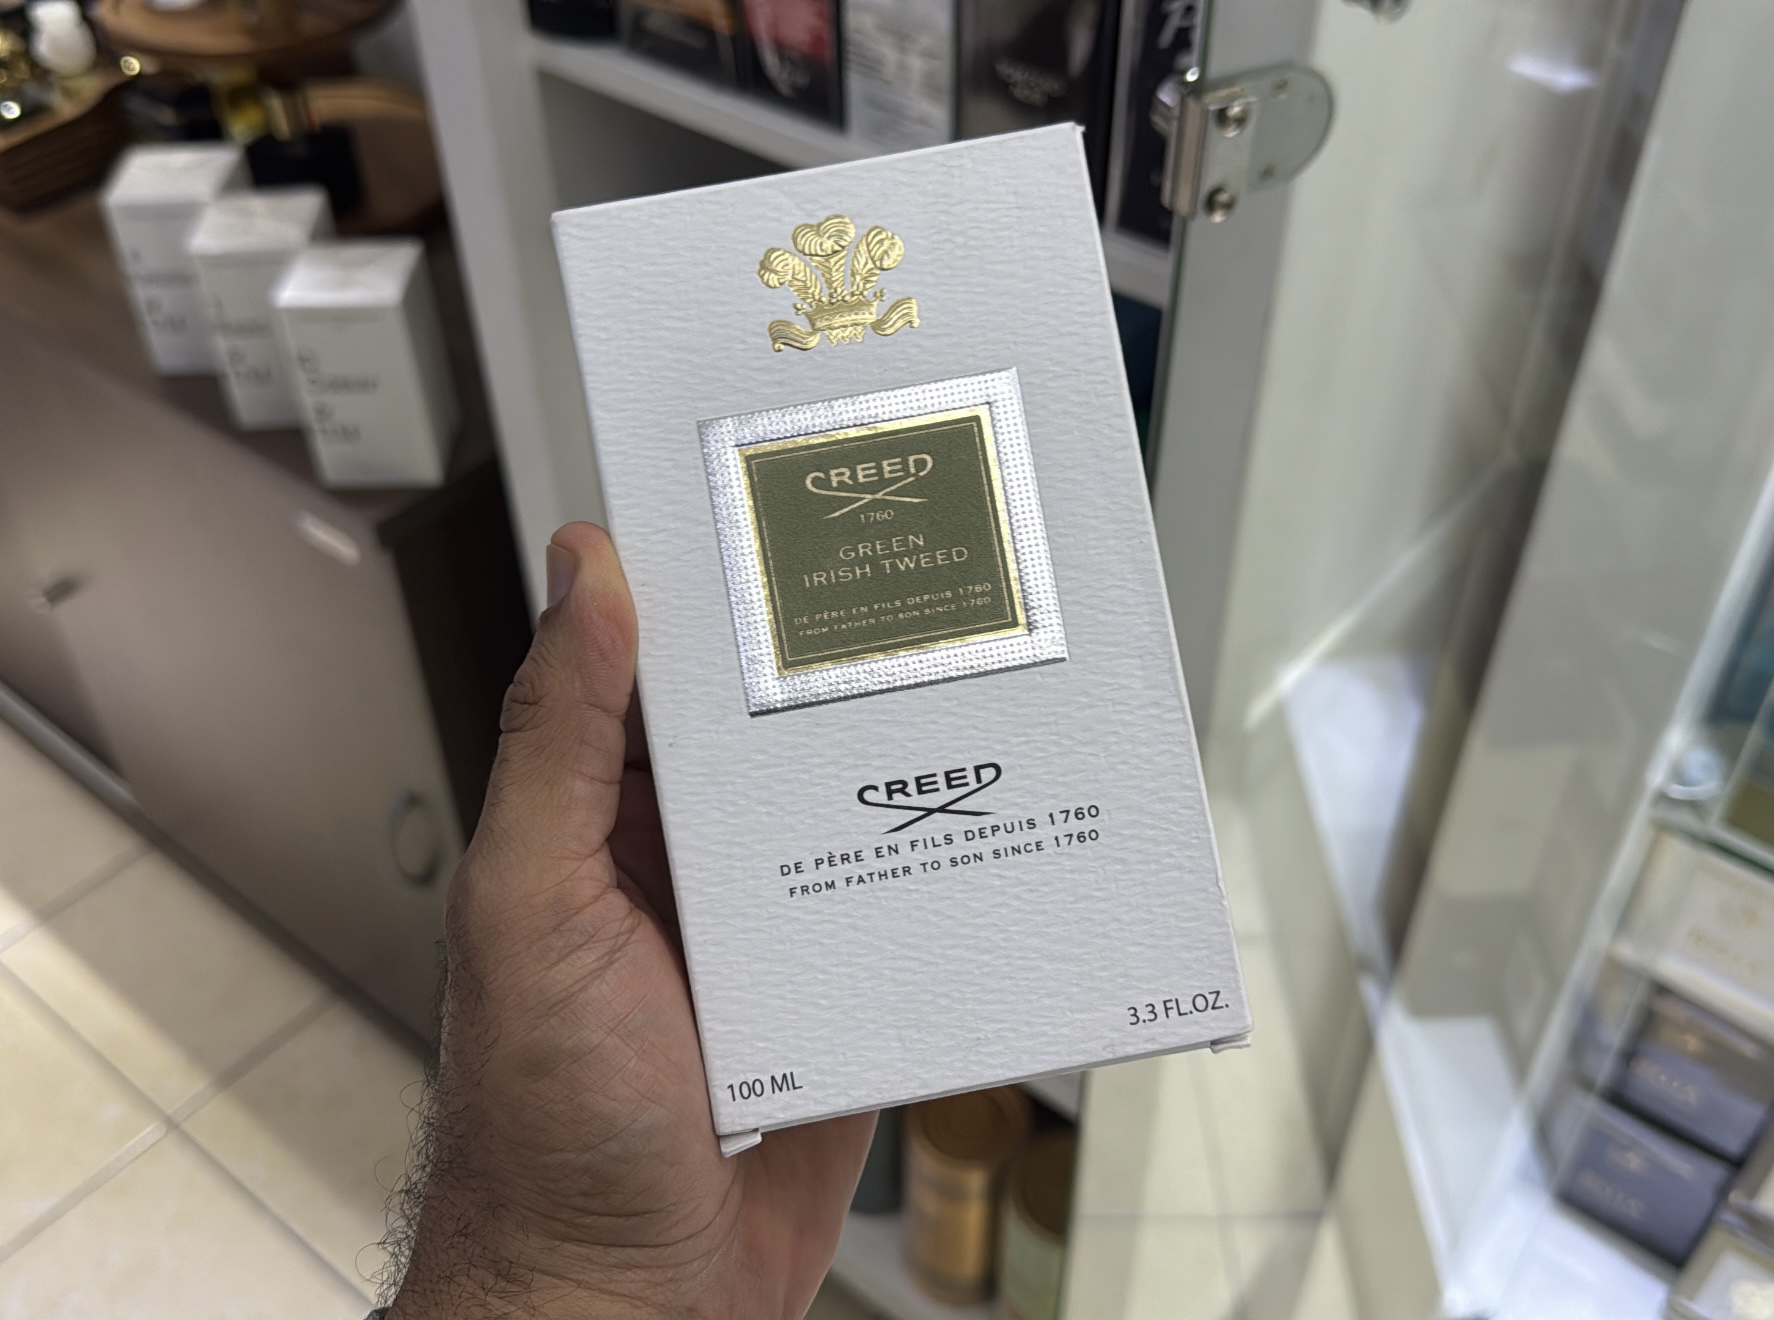 CREED
1760
GREEN
IRISH TWEED
DE PÈRE EN FILS DEPUIS 1760
FROM FATHER TO SON SINCE 1760
CREED
DE PÈRE EN FILS DEPUIS 1760
FROM FATHER TO SON SINCE 1760
3.3 FL.OZ.
100 ML